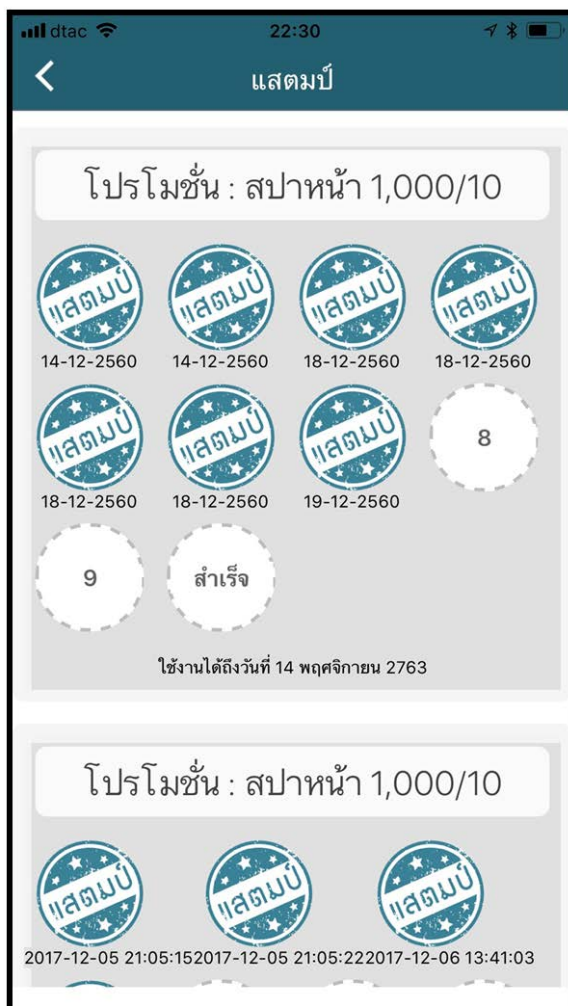 dtac 22:30
แสตมป์
โปรโมชั่น : สปาหน้า 1,000/10
แสตมป์ แสตมป์ แสตมป์ แสตมป์
14-12-2560 14-12-2560 18-12-2560 18-12-2560
แสตมป์ แสตมป์ แสตมป์ 8
18-12-2560 18-12-2560 19-12-2560
9 สำเร็จ
ใช้งานได้ถึงวันที่ 14 พฤศจิกายน 2763
โปรโมชั่น : สปาหน้า 1,000/10
แสตมป์ แสตมป์ แสตมป์
2017-12-05 21:05:152017-12-05 21:05:222017-12-06 13:41:03